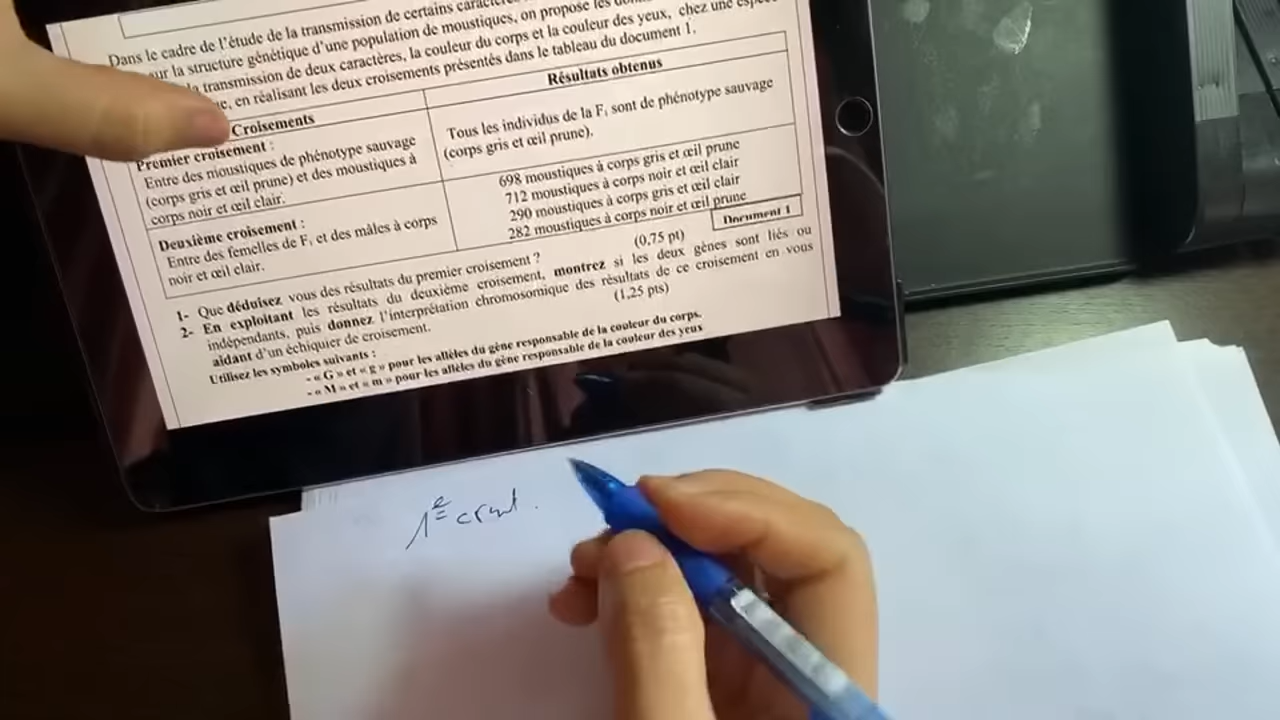 Dans le cadre de l'étude de la transmission de certains
sur la structure génétique d'une population de moustiques, on propose les
la transmission de deux caractères, la couleur du corps et la couleur des yeux, chez une
en réalisant les deux croisements présentés dans le tableau du document 1.
Croisements
Résultats obtenus
Premier croisement :
Entre des moustiques de phénotype sauvage
(corps gris et œil prune) et des moustiques à
corps noir et œil clair.
Tous les individus de la F₁ sont de phénotype sauvage
(corps gris et œil prune).
Deuxième croisement :
Entre des femelles de F₁ et des mâles à corps
noir et œil clair.
698 moustiques à corps gris et œil prune
712 moustiques à corps noir et œil clair
290 moustiques à corps gris et œil clair
282 moustiques à corps noir et œil prune
Document 1
1- Que déduisez vous des résultats du premier croisement ? (0,75 pt)
2- En exploitant les résultats du deuxième croisement, montrez si les deux gènes sont liés ou
indépendants, puis donnez l'interprétation chromosomique des résultats de ce croisement en vous
aidant d'un échiquier de croisement. (1,25 pts)
Utilisez les symboles suivants :
- « G » et « g » pour les allèles du gène responsable de la couleur du corps.
- « M » et « m » pour les allèles du gène responsable de la couleur des yeux